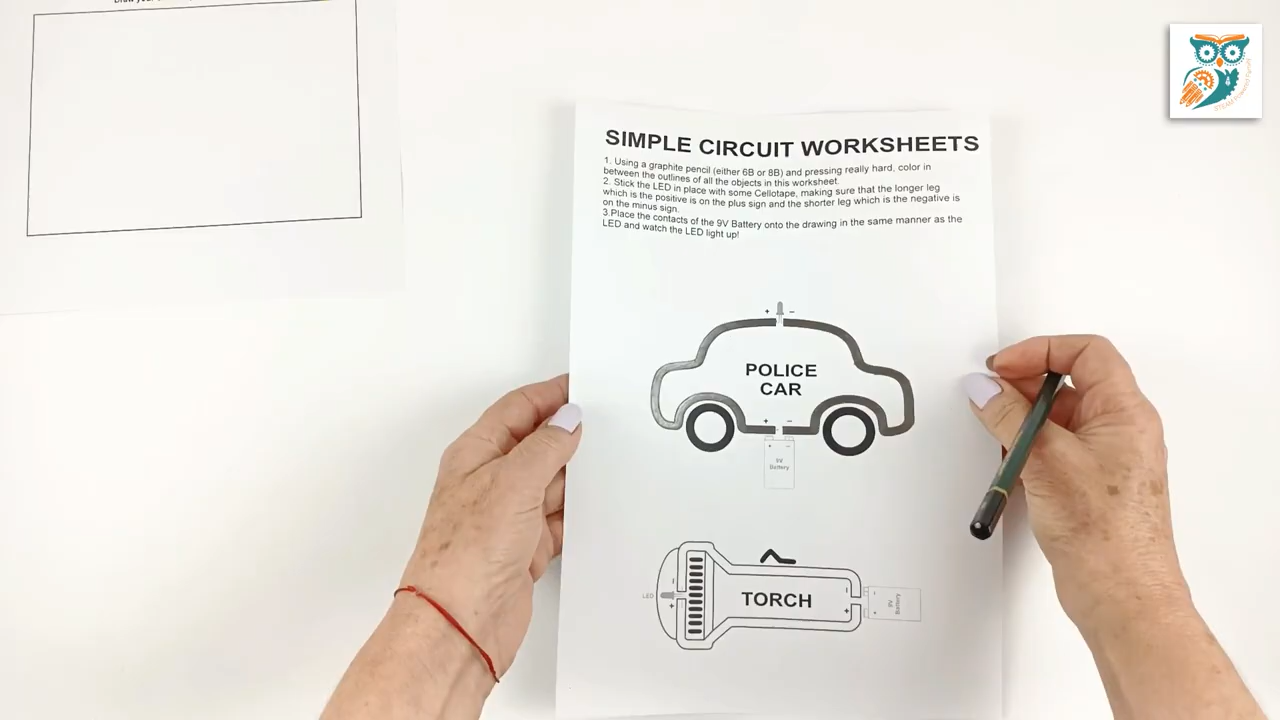 Draw your
SIMPLE CIRCUIT WORKSHEETS
1. Using a graphite pencil (either 6B or 8B) and pressing really hard, color in
between the outlines of all the objects in this worksheet.
2. Stick the LED in place with some Cellotape, making sure that the longer leg
which is the positive is on the plus sign and the shorter leg which is the negative is
on the minus sign.
3.Place the contacts of the 9V Battery onto the drawing in the same manner as the
LED and watch the LED light up!
+ −
POLICE
CAR
+ −
+ −
9V
Battery
LED
−
+
TORCH
−
+
−
+
9V
Battery